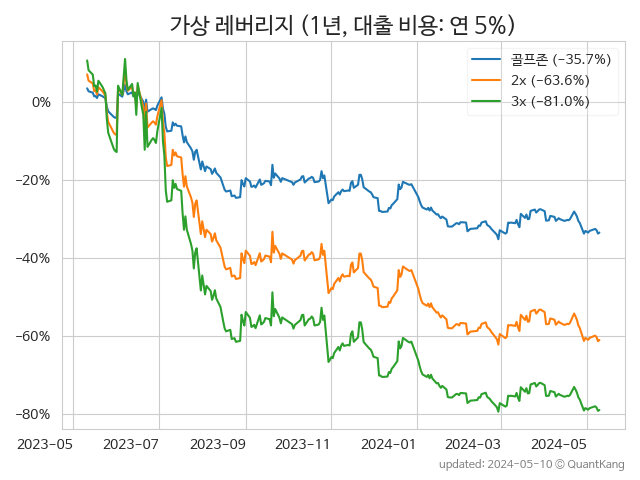 가상 레버리지 (1년, 대출 비용: 연 5%)
골프존 (−35.7%)
2x (−63.6%)
3x (−81.0%)
0%
−20%
−40%
−60%
−80%
2023−05 2023−07 2023−09 2023−11 2024−01 2024−03 2024−05
updated: 2024−05−10 ⓒ QuantKang